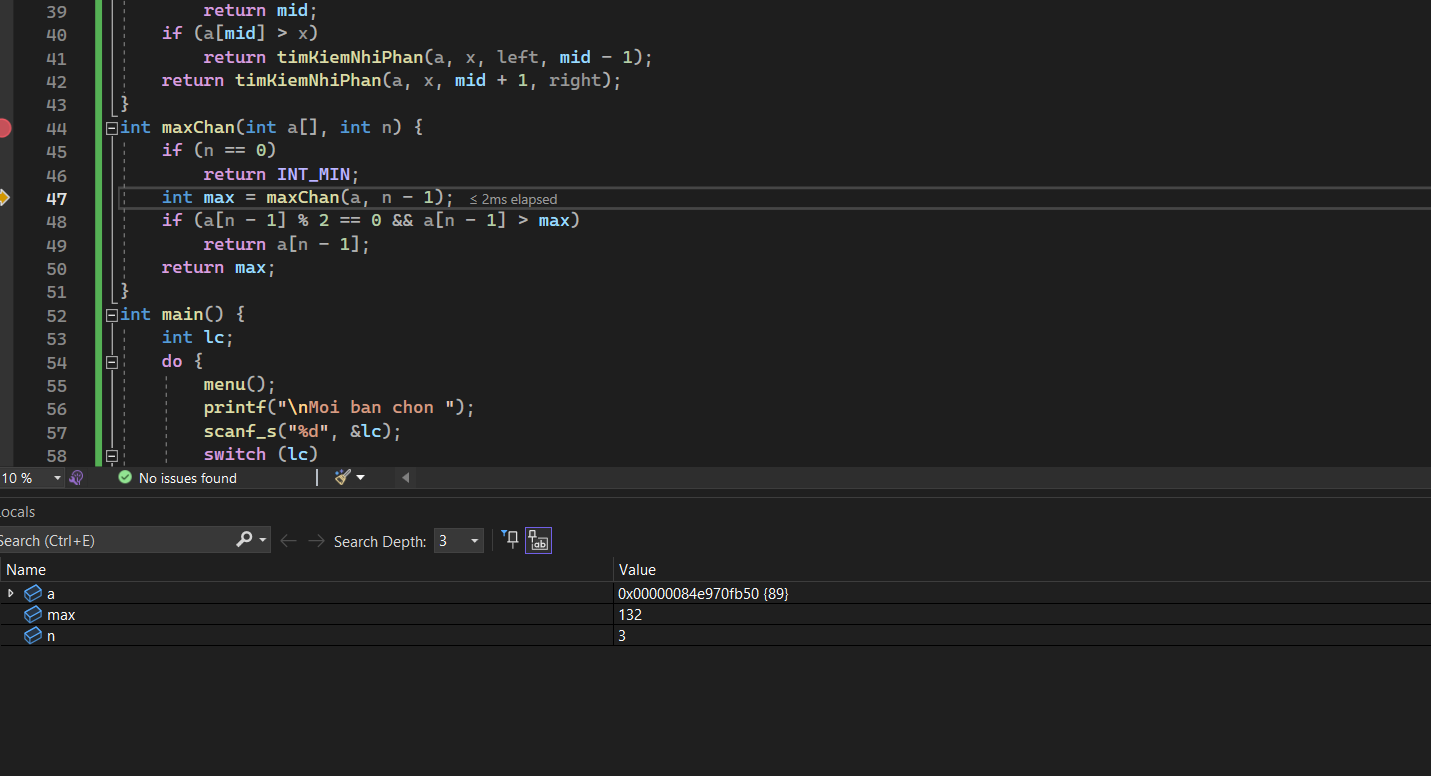 39 return mid;
40 if (a[mid] > x)
41 return timKiemNhiPhan(a, x, left, mid - 1);
42 return timKiemNhiPhan(a, x, mid + 1, right);
43 }
44 int maxChan(int a[], int n) {
45 if (n == 0)
46 return INT_MIN;
47 int max = maxChan(a, n - 1); ≤ 2ms elapsed
48 if (a[n - 1] % 2 == 0 && a[n - 1] > max)
49 return a[n - 1];
50 return max;
51 }
52 int main() {
53 int lc;
54 do {
55 menu();
56 printf("\nMoi ban chon ");
57 scanf_s("%d", &lc);
58 switch (lc)
10 % No issues found
ocals
Search (Ctrl+E) Search Depth: 3
Name Value
a 0x00000084e970fb50 {89}
max 132
n 3